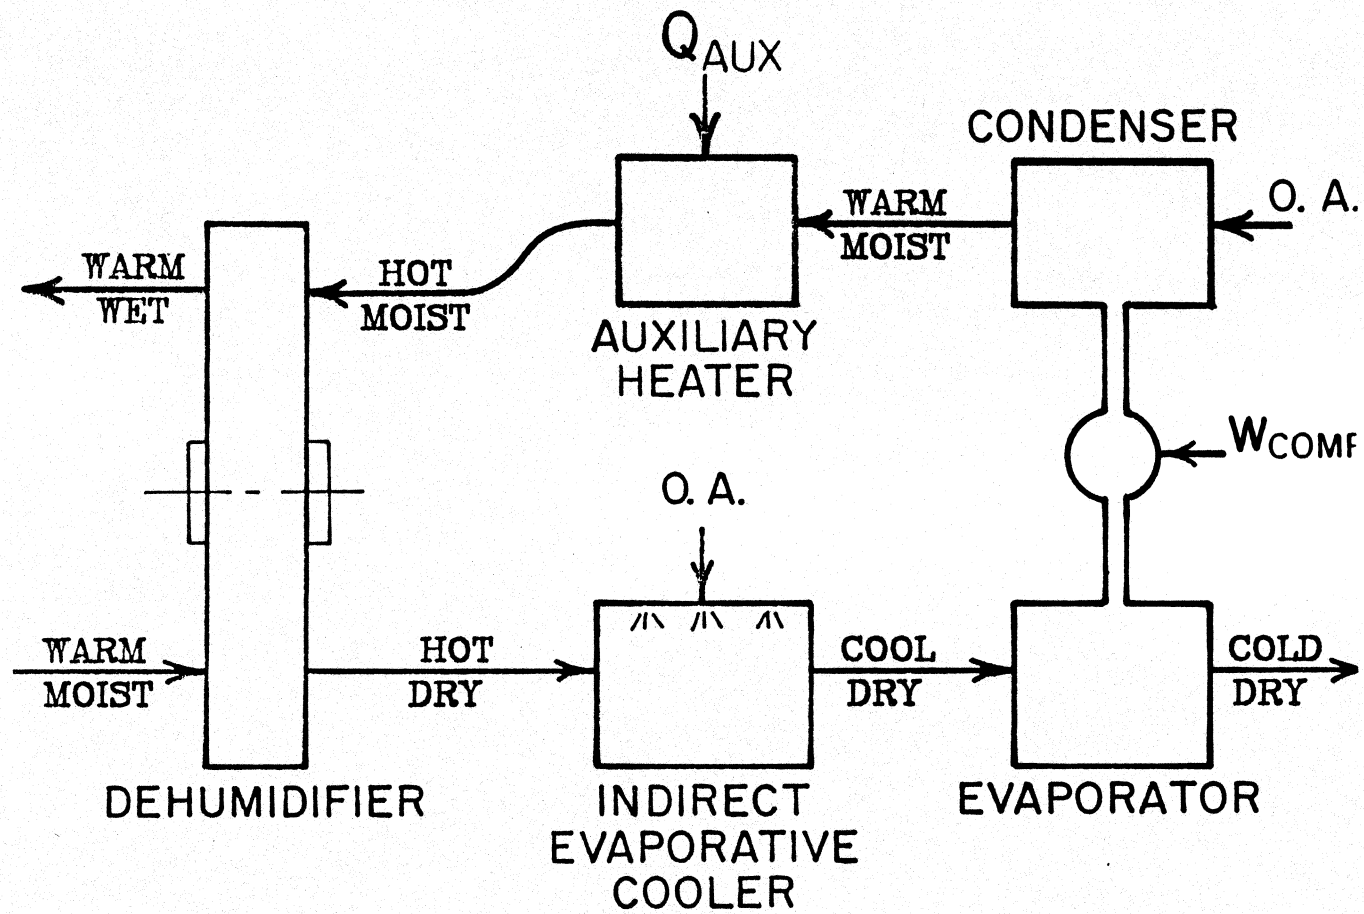 QAUX
CONDENSER
O. A.
WARM
MOIST
WARM
WET
HOT
MOIST
AUXILIARY
HEATER
WCOMP
O. A.
WARM
MOIST
HOT
DRY
COOL
DRY
COLD
DRY
DEHUMIDIFIER
INDIRECT
EVAPORATIVE
COOLER
EVAPORATOR